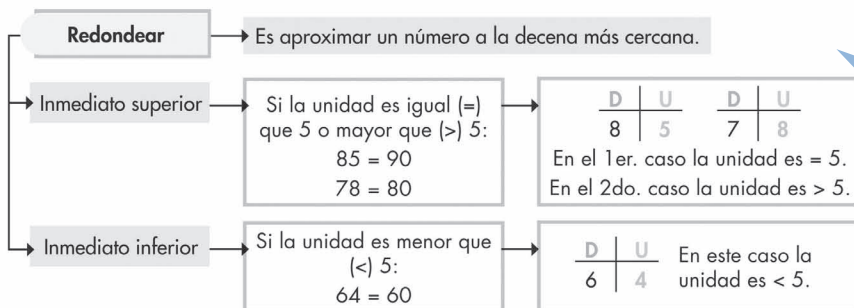 Redondear
Es aproximar un número a la decena más cercana.
Inmediato superior
Si la unidad es igual (=)
que 5 o mayor que (>) 5:
85 = 90
78 = 80
D U D U
8 5 7 8
En el 1er. caso la unidad es = 5.
En el 2do. caso la unidad es > 5.
Inmediato inferior
Si la unidad es menor que
(<) 5:
64 = 60
D U
6 4
En este caso la
unidad es < 5.